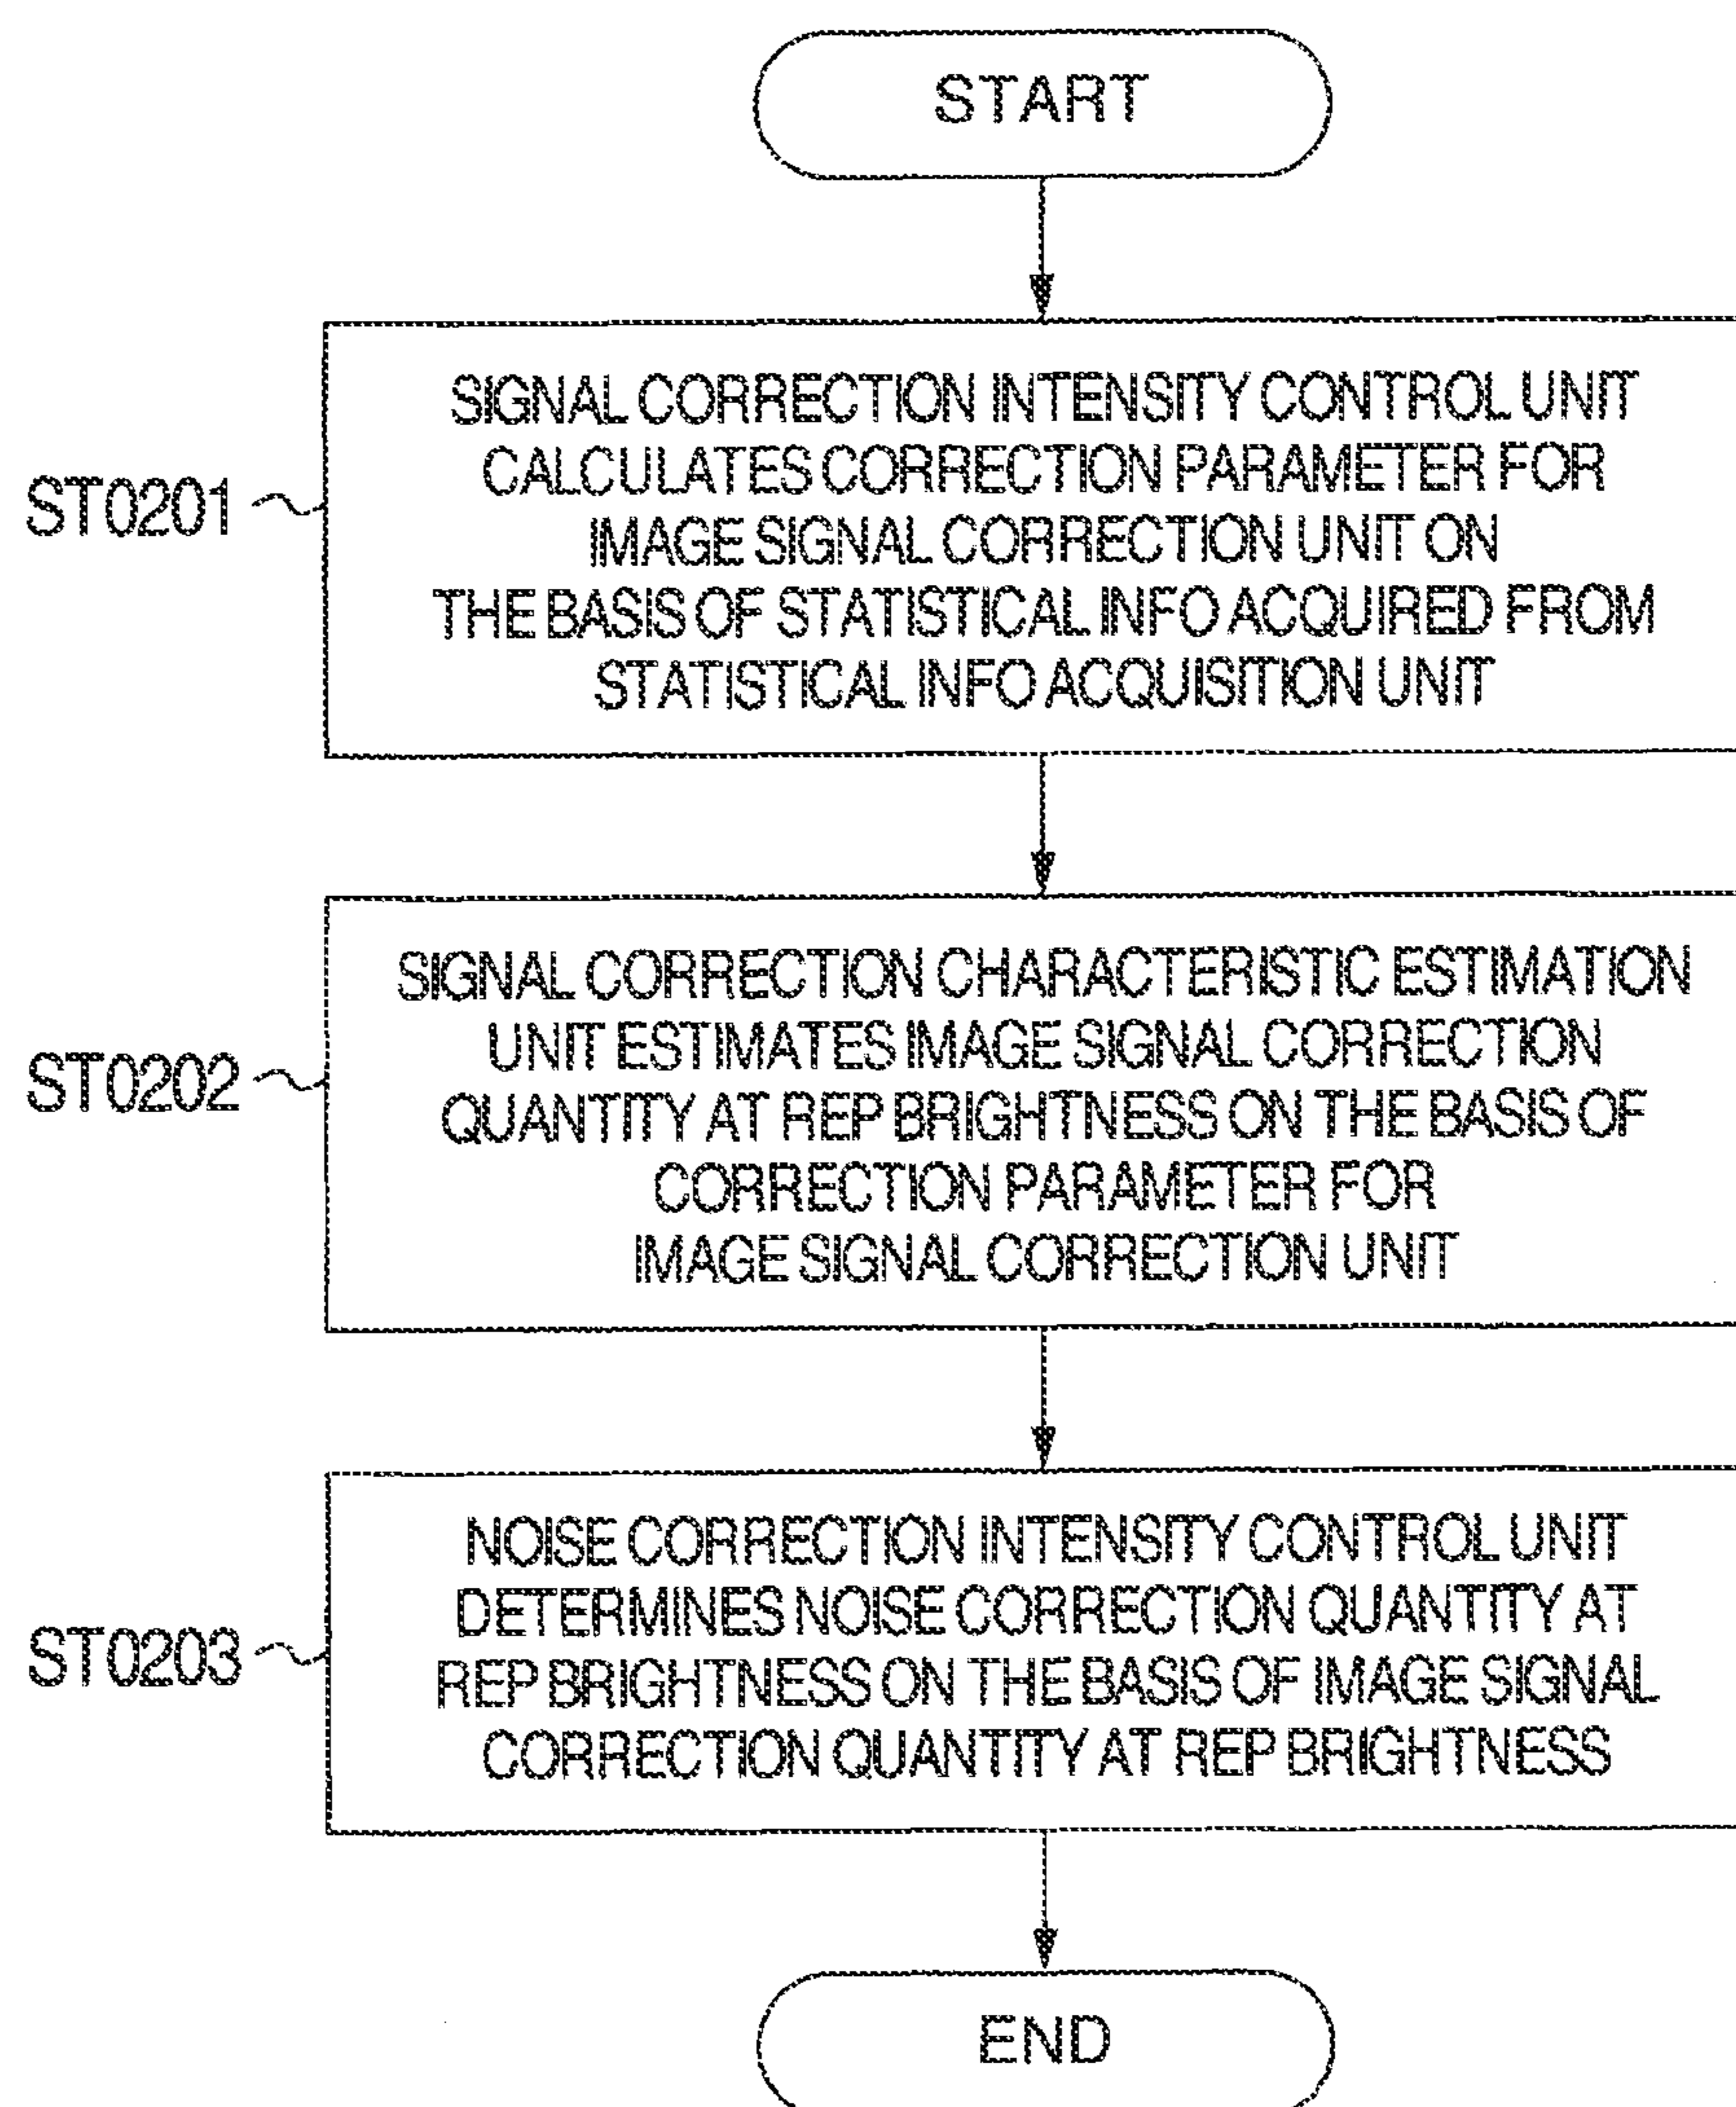 START
SIGNAL CORRECTION INTENSITY CONTROL UNIT
CALCULATES CORRECTION PARAMETER FOR
IMAGE SIGNAL CORRECTION UNIT ON
THE BASIS OF STATISTICAL INFO ACQUIRED FROM
STATISTICAL INFO ACQUISITION UNIT
ST0201
SIGNAL CORRECTION CHARACTERISTIC ESTIMATION
UNIT ESTIMATES IMAGE SIGNAL CORRECTION
QUANTITY AT REP BRIGHTNESS ON THE BASIS OF
CORRECTION PARAMETER FOR
IMAGE SIGNAL CORRECTION UNIT
ST0202
NOISE CORRECTION INTENSITY CONTROL UNIT
DETERMINES NOISE CORRECTION QUANTITY AT
REP BRIGHTNESS ON THE BASIS OF IMAGE SIGNAL
CORRECTION QUANTITY AT REP BRIGHTNESS
ST0203
END